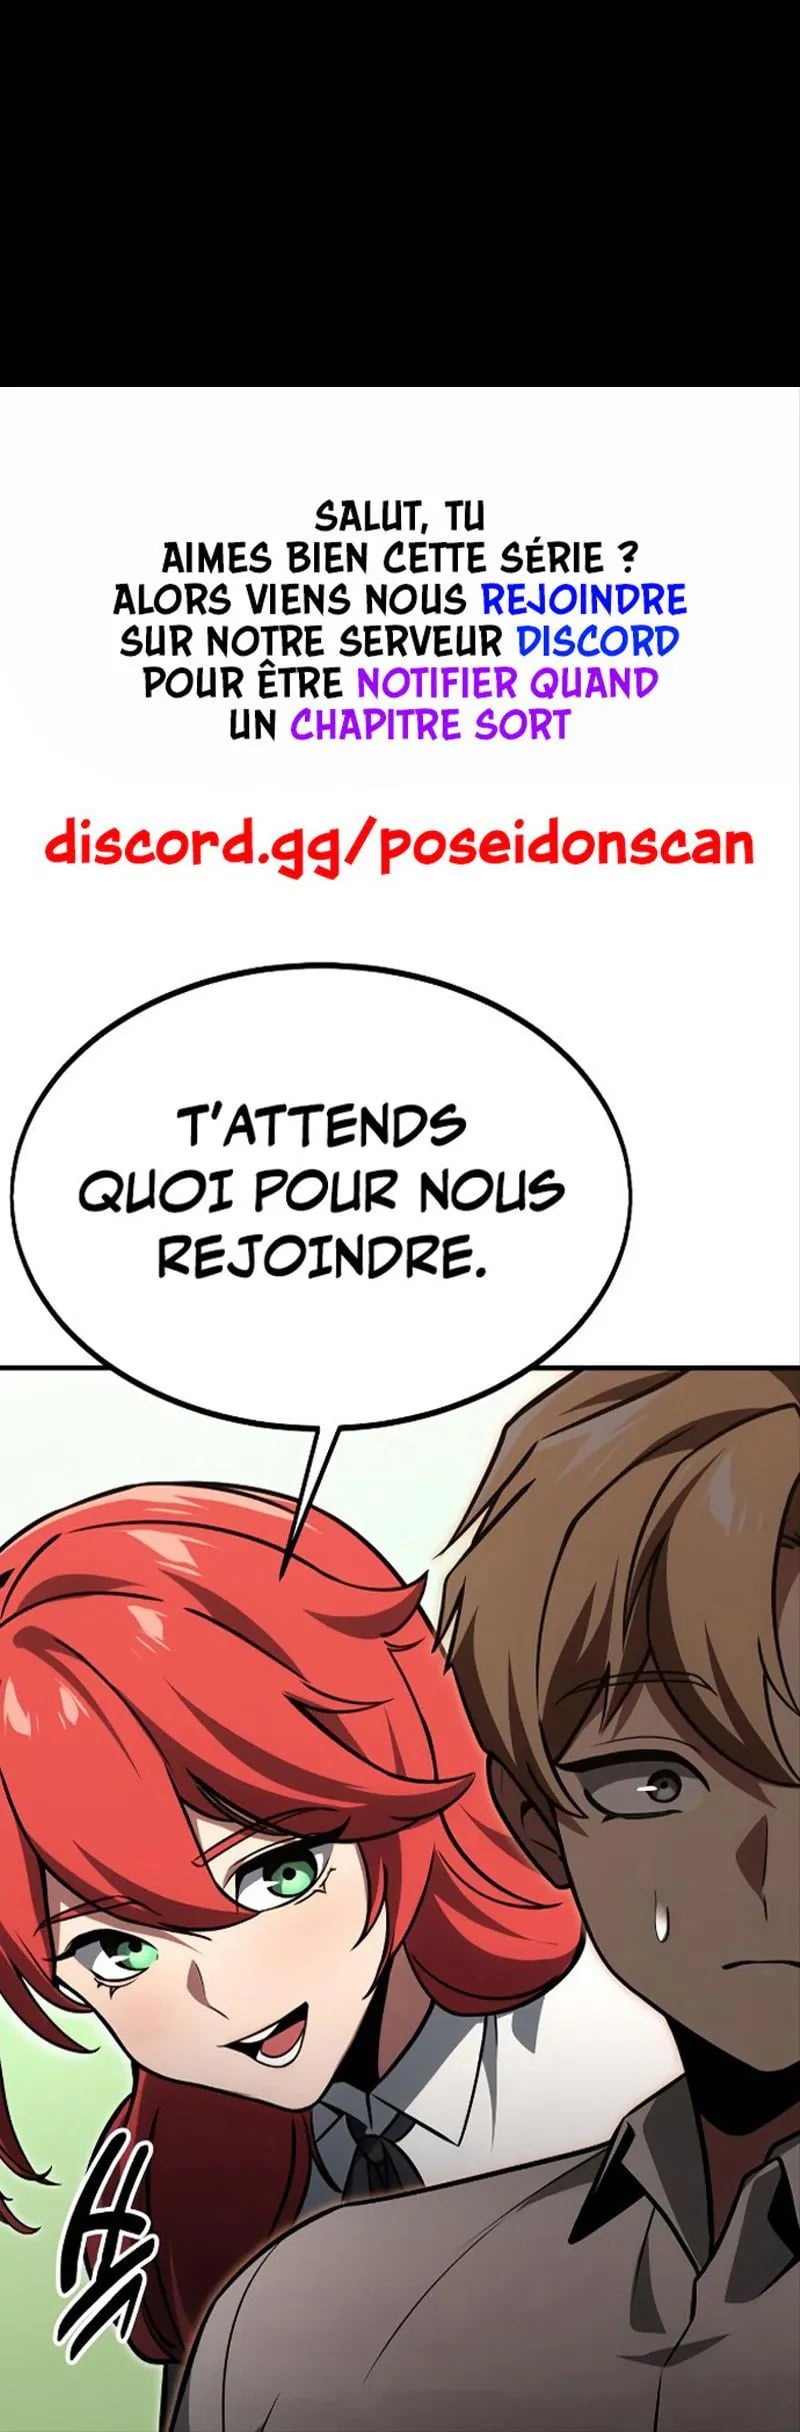 SALUT, TU
AIMES BIEN CETTE SÉRIE ?
ALORS VIENS NOUS REJOINDRE
SUR NOTRE SERVEUR DISCORD
POUR ÊTRE NOTIFIER QUAND
UN CHAPITRE SORT
discord.gg/poseidonscan
T'ATTENDS
QUOI POUR NOUS
REJOINDRE.